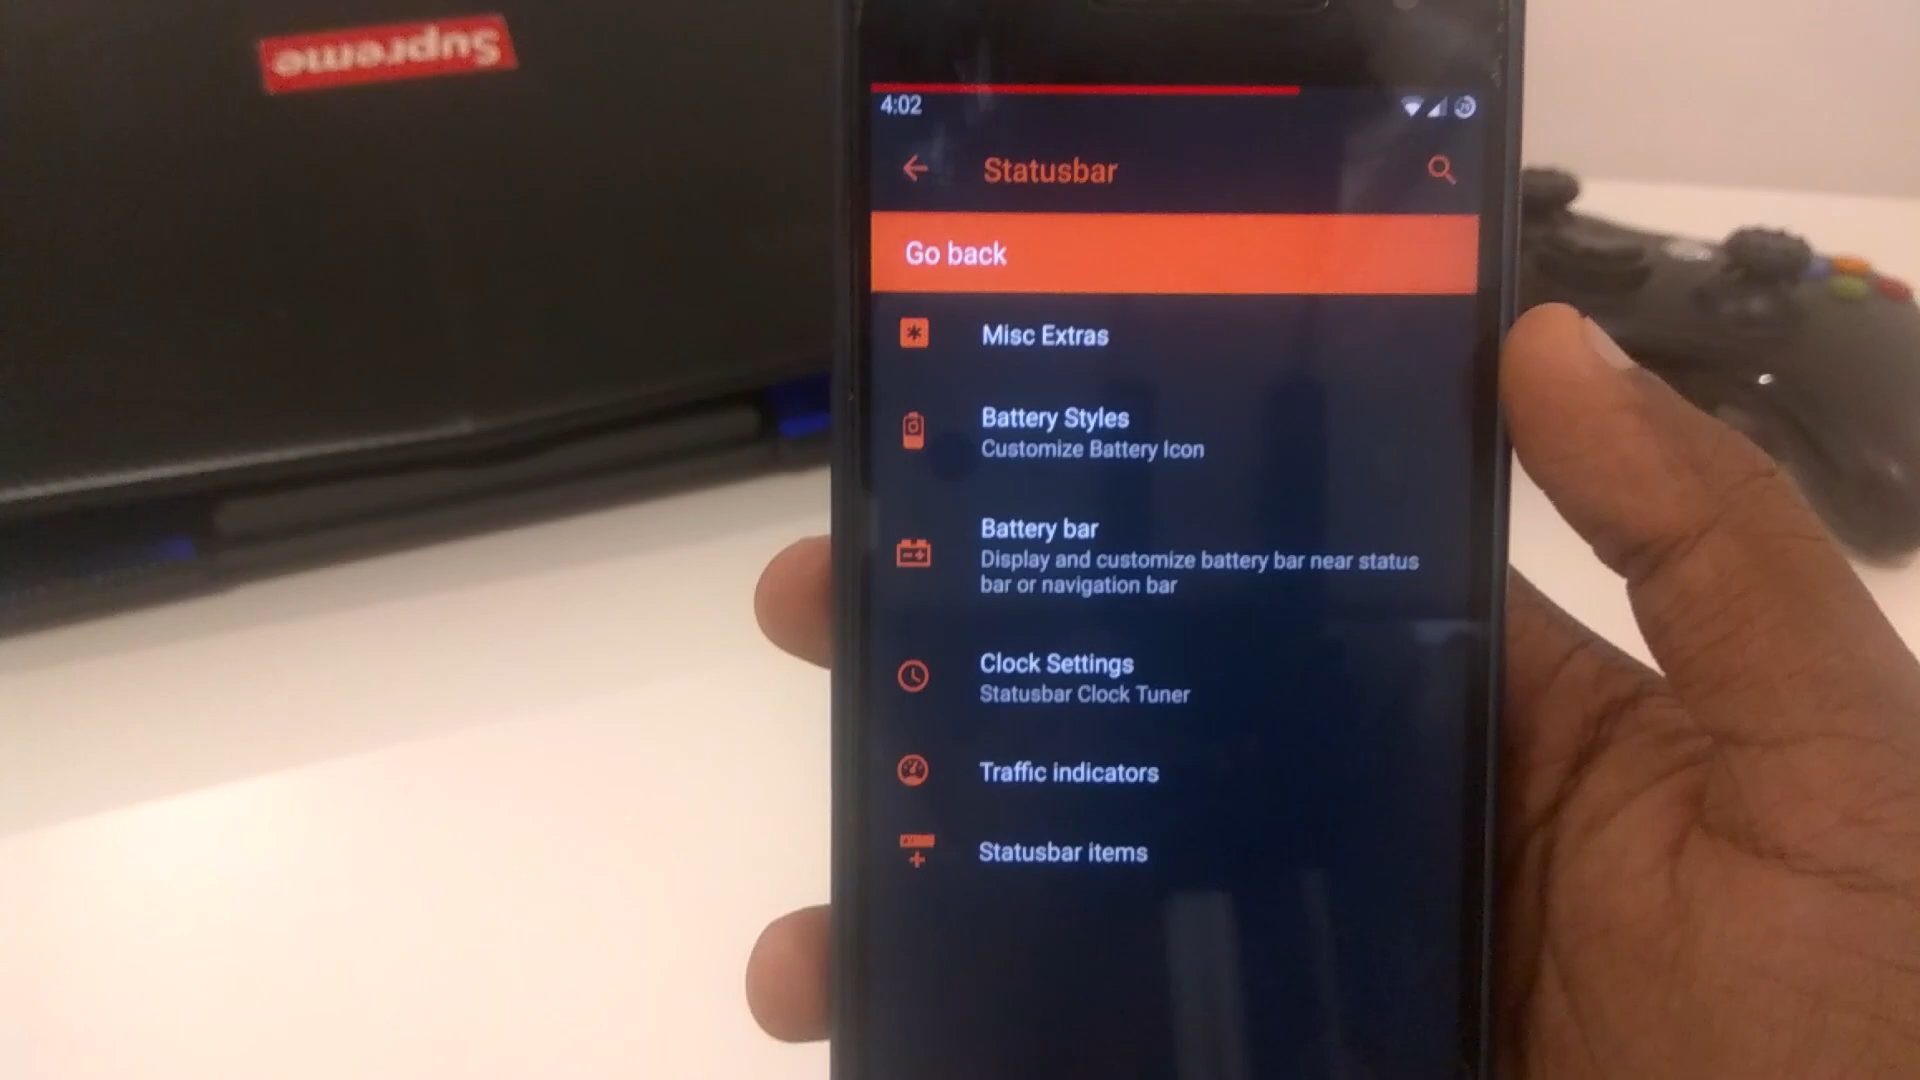 Supreme
4:02
Statusbar
Go back
Misc Extras
Battery Styles
Customize Battery Icon
Battery bar
Display and customize battery bar near status
bar or navigation bar
Clock Settings
Statusbar Clock Tuner
Traffic indicators
Statusbar items